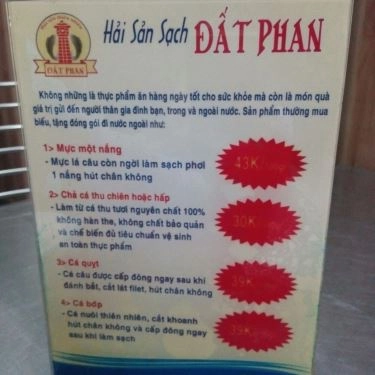 Hải Sản Sạch ĐẤT PHAN
ĐẤT PHAN
Không những là thực phẩm ăn hàng ngày tốt cho sức khỏe mà còn là món quà
giá trị gửi đến người thân gia đình bạn, trong và ngoài nước. Sản phẩm thường mua
biếu, tặng đóng gói đi nước ngoài như:
1> Mực một nắng
- Mực lá câu còn ngời làm sạch phơi
1 nắng hút chân không
43K
2> Chả cá thu chiên hoặc hấp
- Làm từ cá thu tươi nguyên chất 100%
không hàn the, không chất bảo quản
và chế biến đủ tiêu chuẩn vệ sinh
an toàn thực phẩm
30K
3> Cá quýt
- Cá câu được cấp đông ngay sau khi
đánh bắt, cắt lát filet, hút chân không
39K
4> Cá bốp
- Cá nuôi thiên nhiên, cắt khoanh
hút chân không và cấp đông ngay
sau khi làm sạch
39K